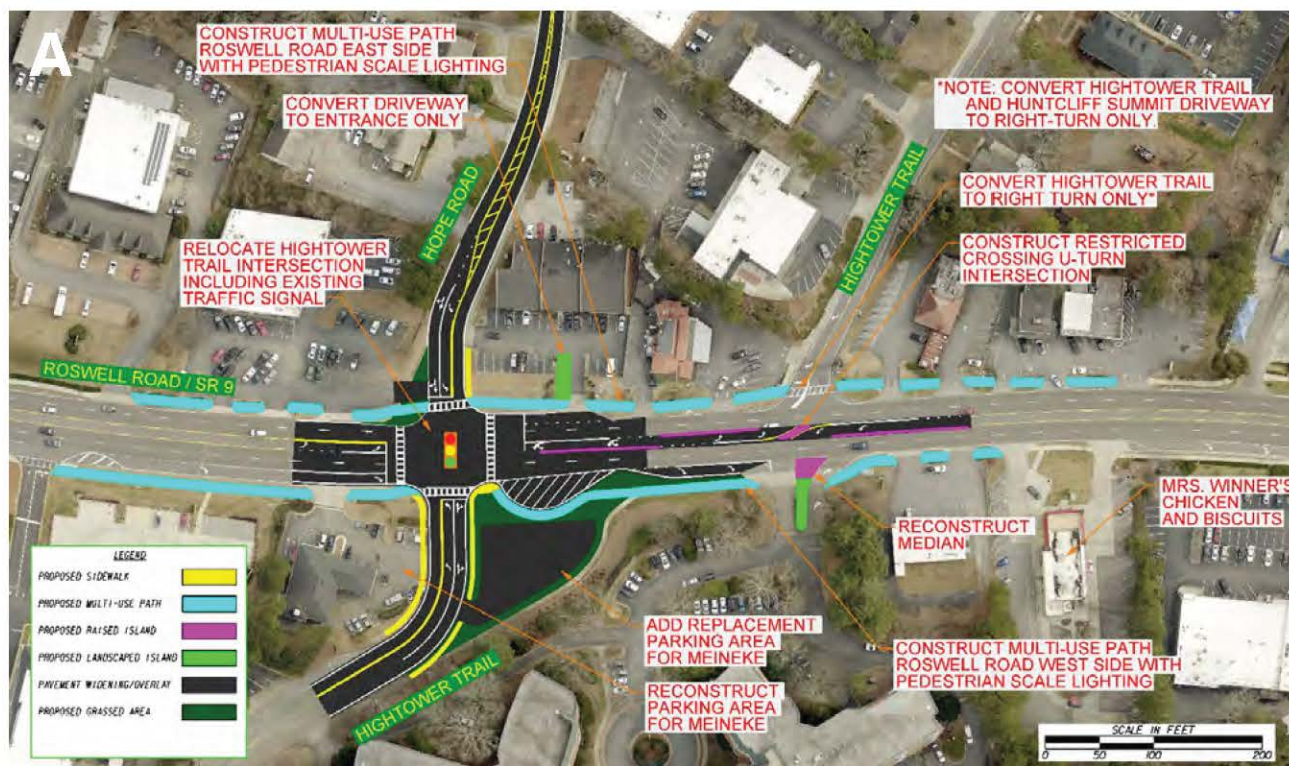 A
CONSTRUCT MULTI-USE PATH
ROSWELL ROAD EAST SIDE
WITH PEDESTRIAN SCALE LIGHTING
CONVERT DRIVEWAY
TO ENTRANCE ONLY
*NOTE: CONVERT HIGHTOWER TRAIL
AND HUNTCLIFF SUMMIT DRIVEWAY
TO RIGHT-TURN ONLY.
CONVERT HIGHTOWER TRAIL
TO RIGHT TURN ONLY*
CONSTRUCT RESTRICTED
CROSSING U-TURN
INTERSECTION
HOPE ROAD
HIGHTOWER TRAIL
RELOCATE HIGHTOWER
TRAIL INTERSECTION
INCLUDING EXISTING
TRAFFIC SIGNAL
ROSWELL ROAD / SR 9
MRS. WINNER'S
CHICKEN
AND BISCUITS
RECONSTRUCT
MEDIAN
ADD REPLACEMENT
PARKING AREA
FOR MEINEKE
CONSTRUCT MULTI-USE PATH
ROSWELL ROAD WEST SIDE WITH
PEDESTRIAN SCALE LIGHTING
HIGHTOWER TRAIL
RECONSTRUCT
PARKING AREA
FOR MEINEKE
LEGEND
PROPOSED SIDEWALK
PROPOSED MULTI-USE PATH
PROPOSED RAISED ISLAND
PROPOSED LANDSCAPED ISLAND
PAVEMENT WIDENING/OVERLAY
PROPOSED GRASSED AREA
SCALE IN FEET
0 50 100 200